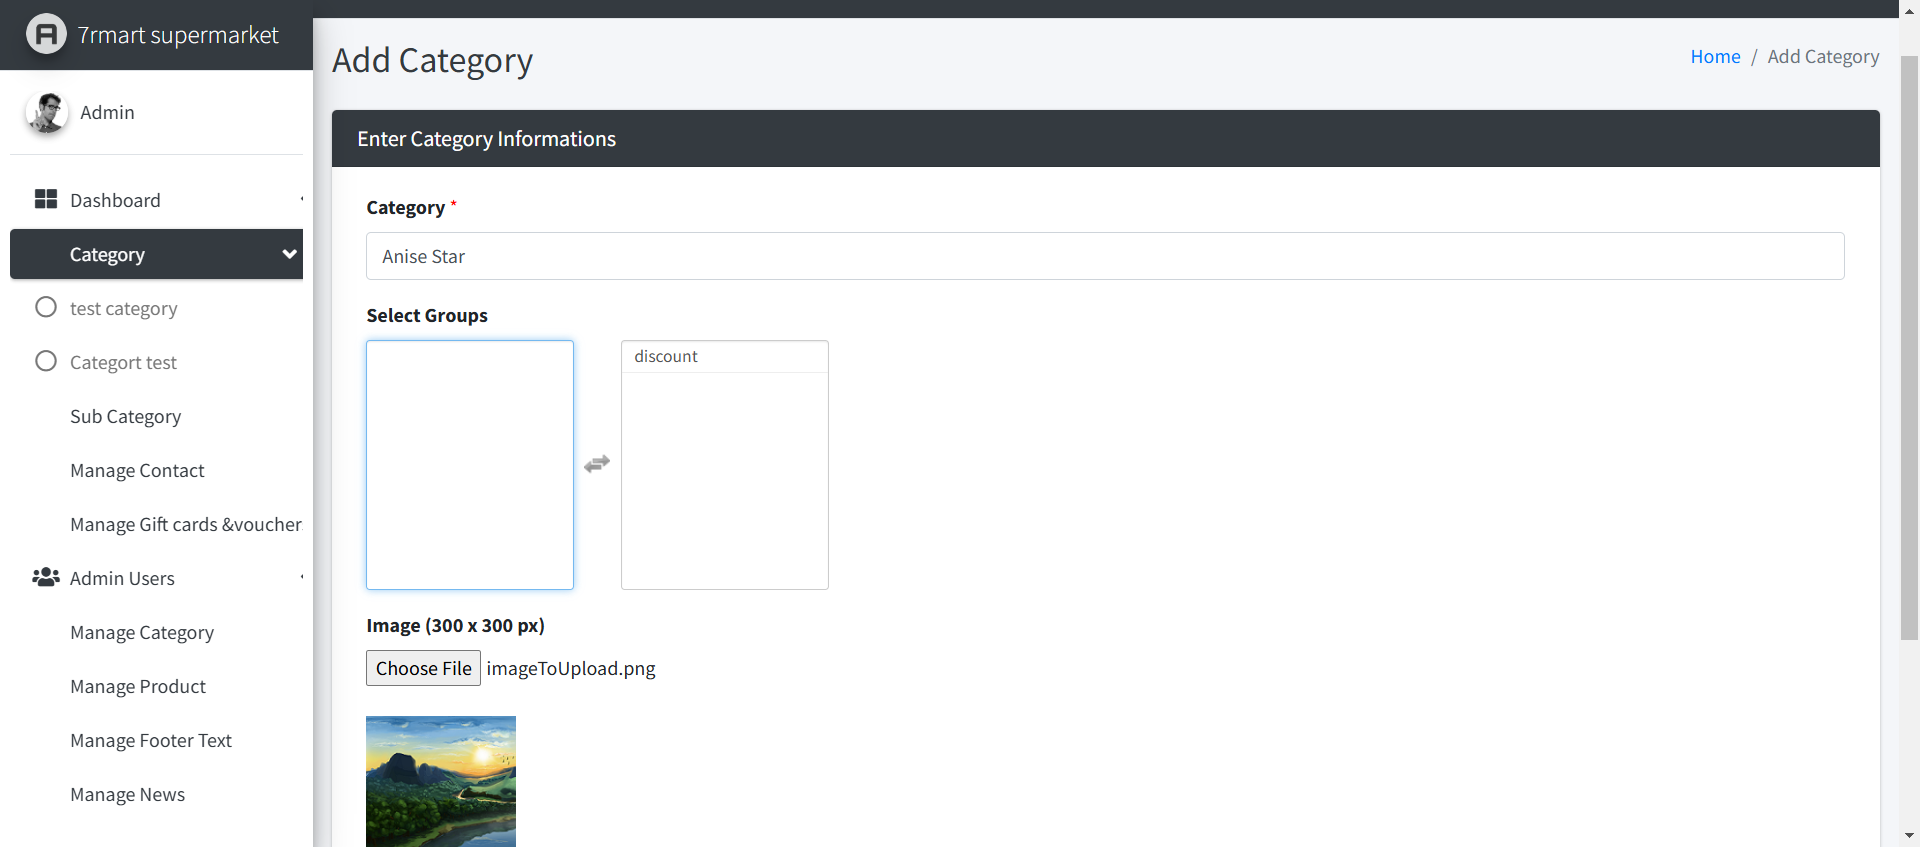 7rmart supermarket
Admin
Dashboard
Category
test category
Categort test
Sub Category
Manage Contact
Manage Gift cards &voucher
Admin Users
Manage Category
Manage Product
Manage Footer Text
Manage News
Add Category
Home / Add Category
Enter Category Informations
Category *
Anise Star
Select Groups
discount
Image (300 x 300 px)
Choose File imageToUpload.png